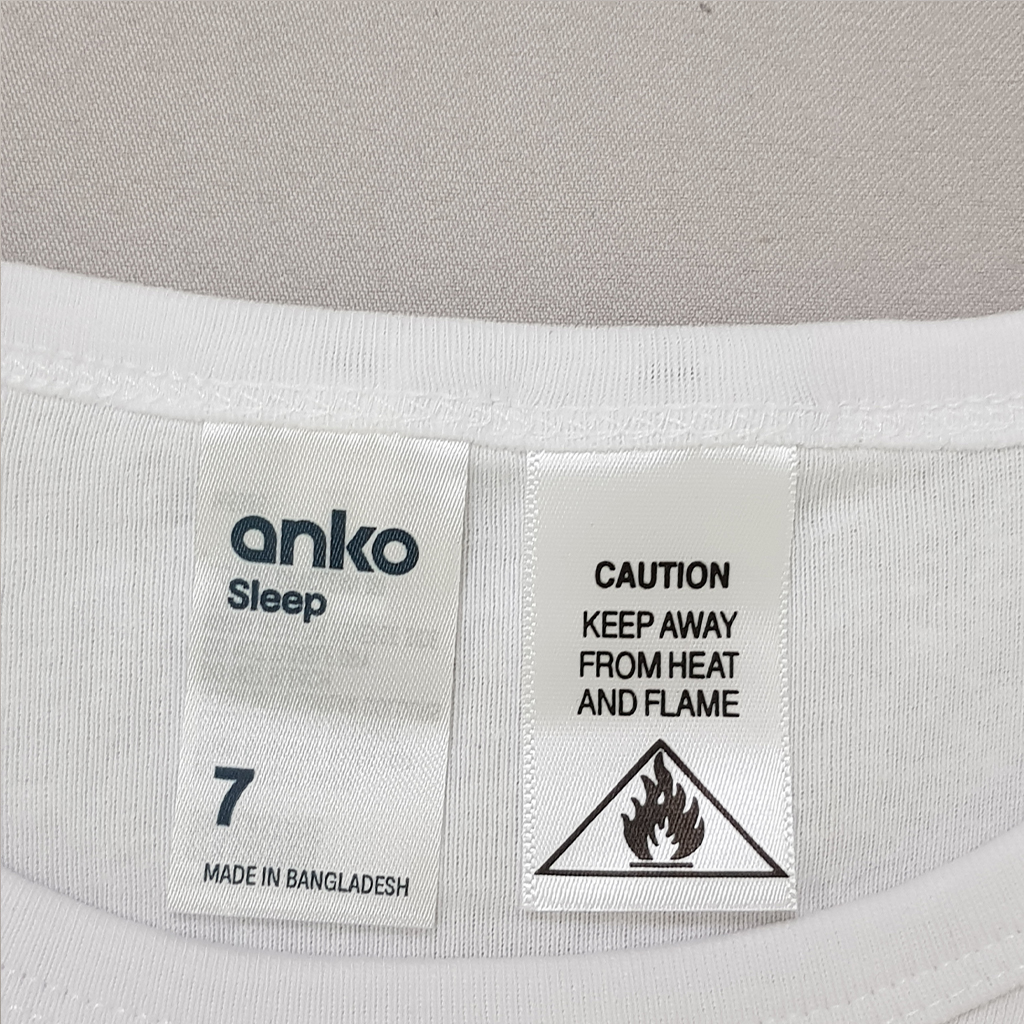 anko
Sleep
7
MADE IN BANGLADESH
CAUTION
KEEP AWAY
FROM HEAT
AND FLAME